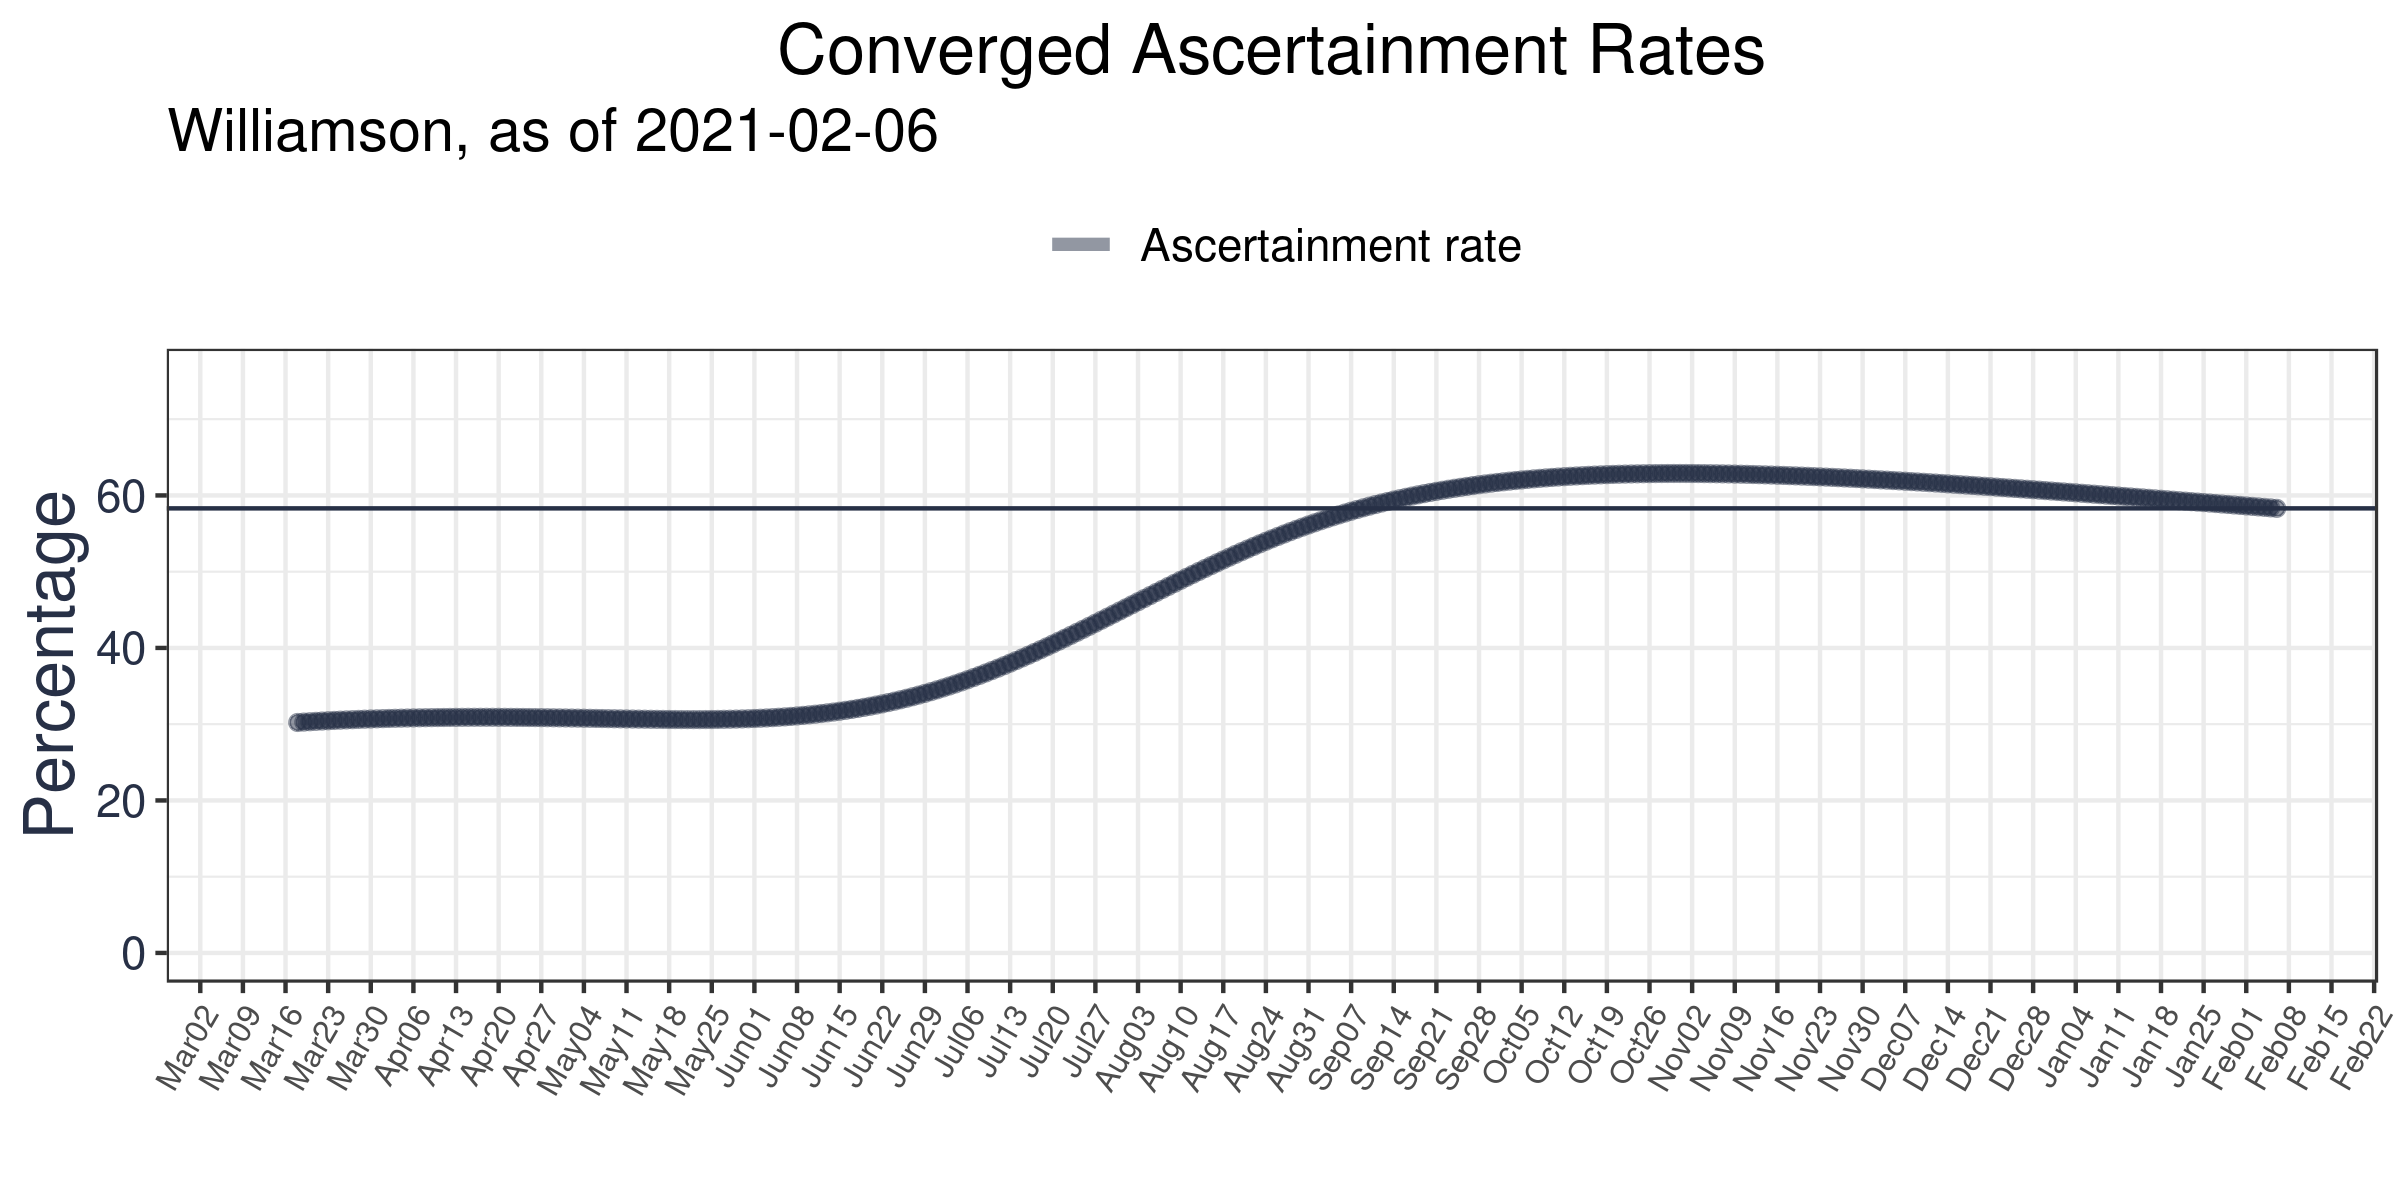 Converged Ascertainment Rates
Williamson, as of 2021-02-06
Ascertainment rate
Percentage
60
40
20
0
Mar02 Mar09 Mar16 Mar23 Mar30 Apr06 Apr13 Apr20 Apr27 May04 May11 May18 May25 Jun01 Jun08 Jun15 Jun22 Jun29 Jul06 Jul13 Jul20 Jul27 Aug03 Aug10 Aug17 Aug24 Aug31 Sep07 Sep14 Sep21 Sep28 Oct05 Oct12 Oct19 Oct26 Nov02 Nov09 Nov16 Nov23 Nov30 Dec07 Dec14 Dec21 Dec28 Jan04 Jan11 Jan18 Jan25 Feb01 Feb08 Feb15 Feb22